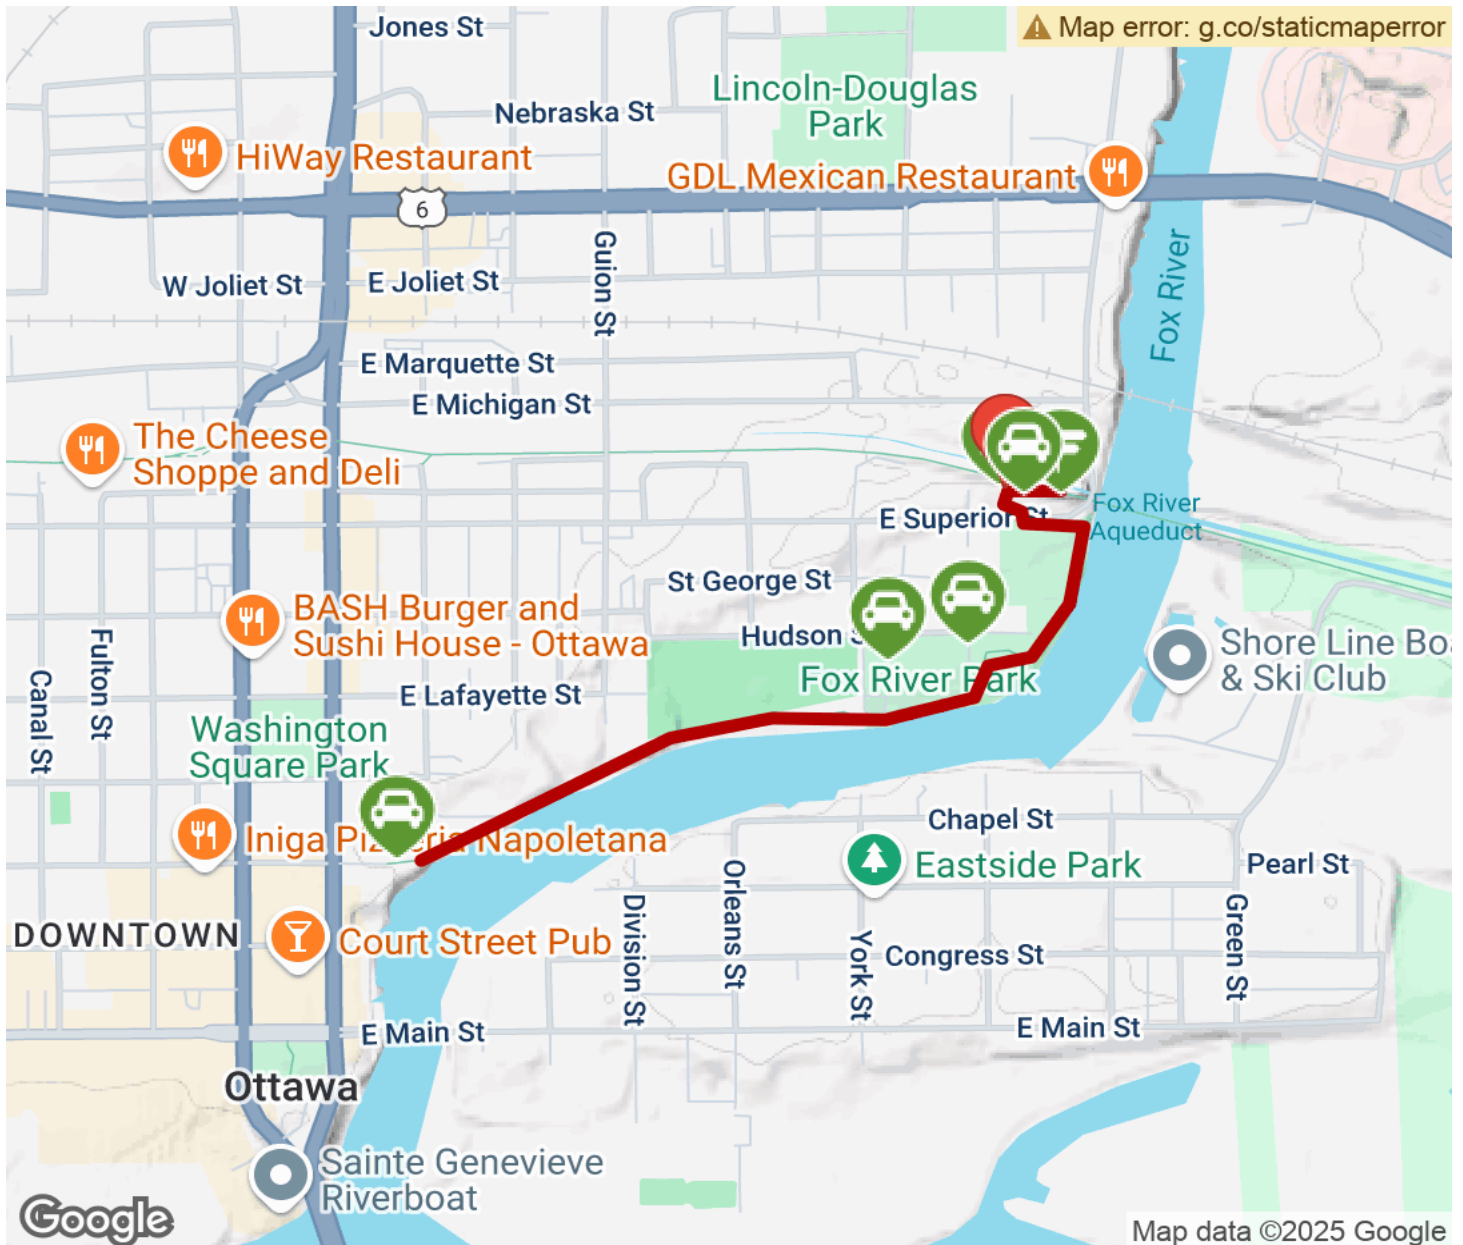 Jones St
Map error: g.co/staticmaperror
Lincoln-Douglas
Park
Nebraska St
HiWay Restaurant
GDL Mexican Restaurant
6
Guion St
Fox River
W Joliet St
E Joliet St
E Marquette St
E Michigan St
The Cheese
Shoppe and Deli
Fox River
Aqueduct
E Superior St
St George St
BASH Burger and
Sushi House - Ottawa
Hudson
Shore Line Bo
& Ski Club
Fulton St
Canal St
E Lafayette St
Fox River Park
Washington
Square Park
Iniga Pizzeria Napoletana
Chapel St
Eastside Park
Pearl St
Orleans St
Division St
York St
Green St
DOWNTOWN
Court Street Pub
Congress St
E Main St
E Main St
Ottawa
Sainte Genevieve
Riverboat
Google
Map data ©2025 Google